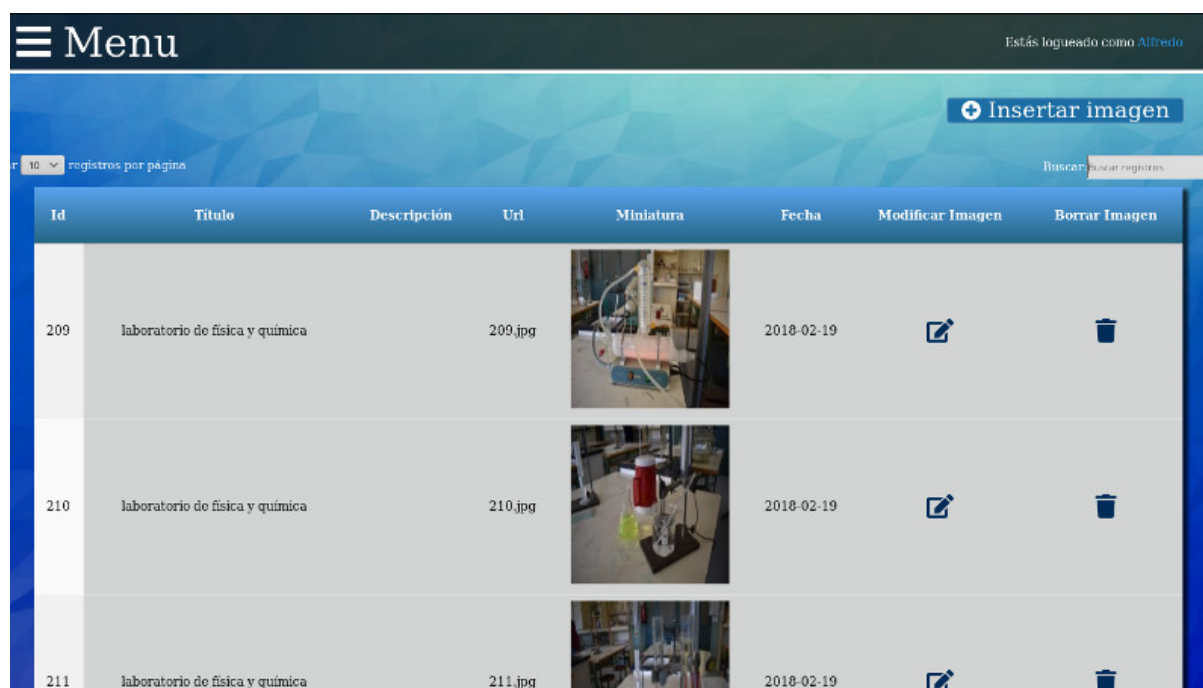 Menu
Estás logueado como Alfredo
Insertar imagen
r 10 registros por página
Buscar: Buscar registros
Id Título Descripción Url Miniatura Fecha Modificar Imagen Borrar Imagen
209 laboratorio de física y química 209.jpg 2018-02-19
210 laboratorio de física y química 210.jpg 2018-02-19
211 laboratorio de física y química 211.jpg 2018-02-19